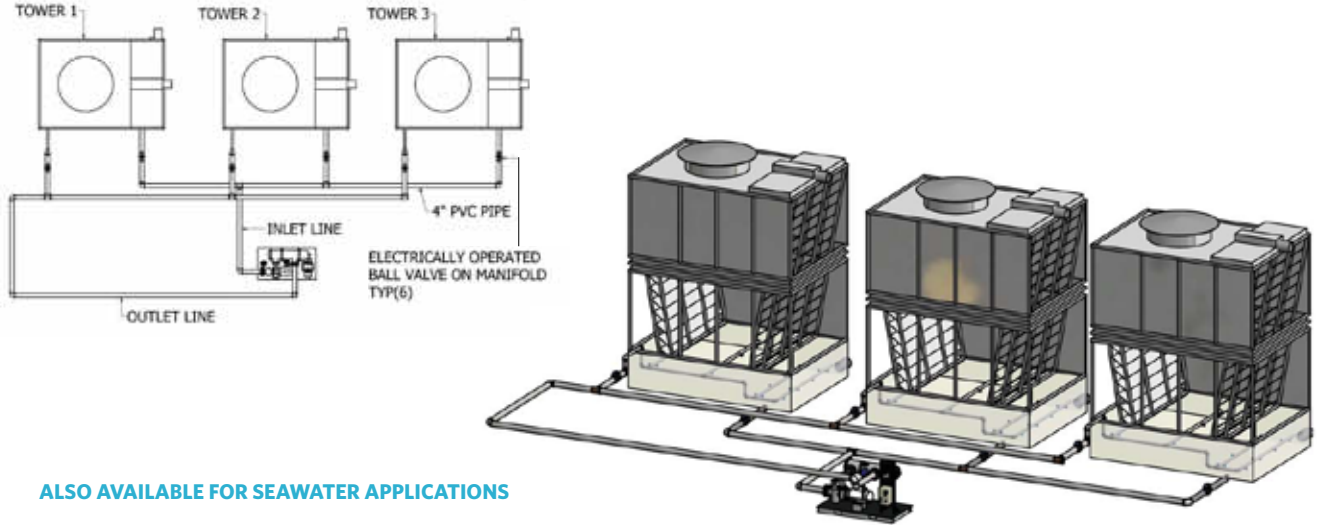 TOWER 1
TOWER 2
TOWER 3
4" PVC PIPE
INLET LINE
ELECTRICALLY OPERATED
BALL VALVE ON MANIFOLD
TYP(6)
OUTLET LINE
ALSO AVAILABLE FOR SEAWATER APPLICATIONS